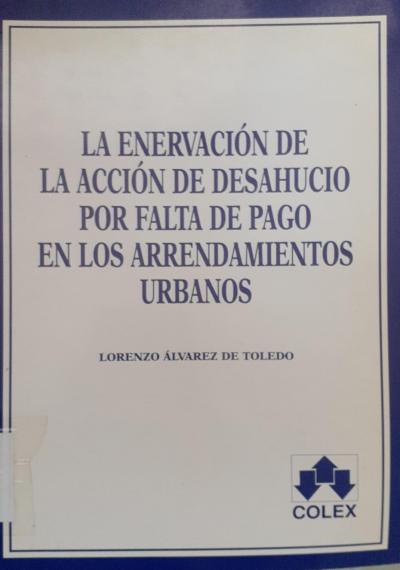 LA ENERVACIÓN DE
LA ACCIÓN DE DESAHUCIO
POR FALTA DE PAGO
EN LOS ARRENDAMIENTOS
URBANOS
LORENZO ÁLVAREZ DE TOLEDO
COLEX